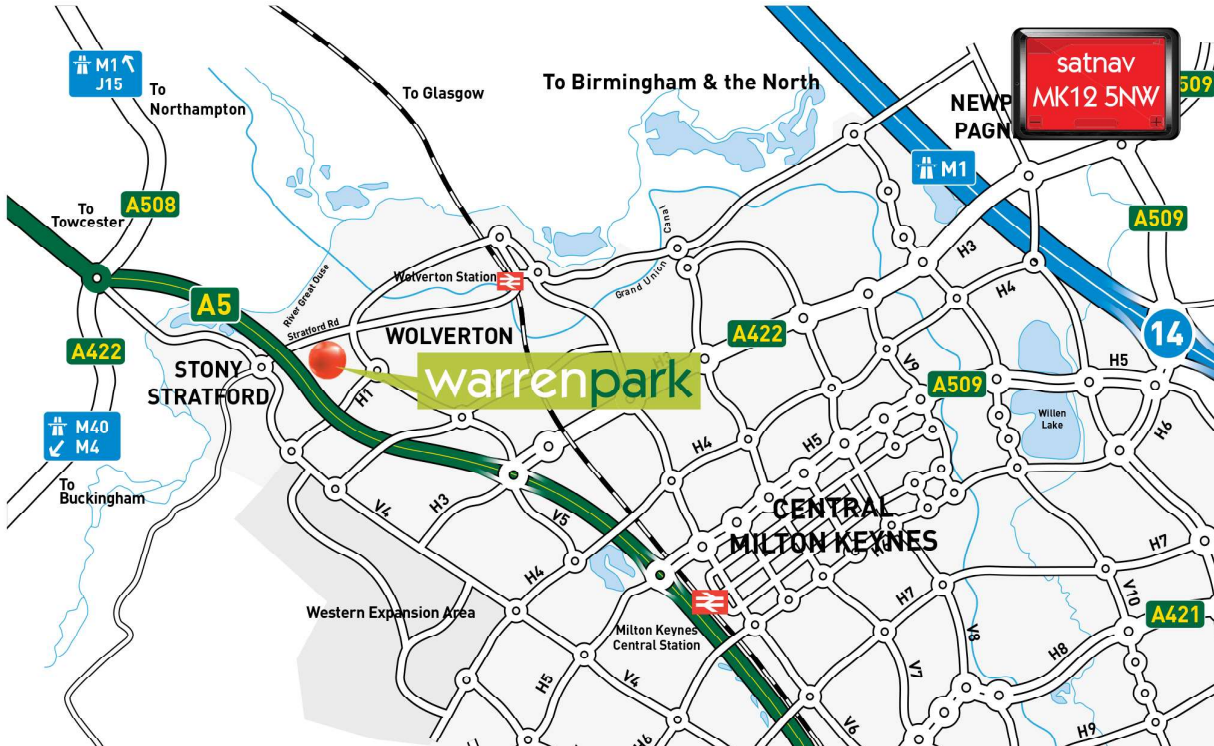 M1
J15
To
Northampton
To Glasgow
To Birmingham & the North
satnav
MK12 5NW
509
NEWP
PAGN
M1
A509
To
Towcester
A508
A5
A422
River Great Ouse
Stratford Rd
Wolverton Station
Grand Union Canal
H3
H4
WOLVERTON
A422
14
STONY
STRATFORD
warrenpark
H1
V9
A509
H5
Willen
Lake
H6
M40
M4
To
Buckingham
H4
H5
V4
H3
V5
CENTRAL
MILTON KEYNES
H7
H4
Western Expansion Area
Milton Keynes
Central Station
H7
V10
A421
V8
H8
H5
V4
V7
H6
V6
H9